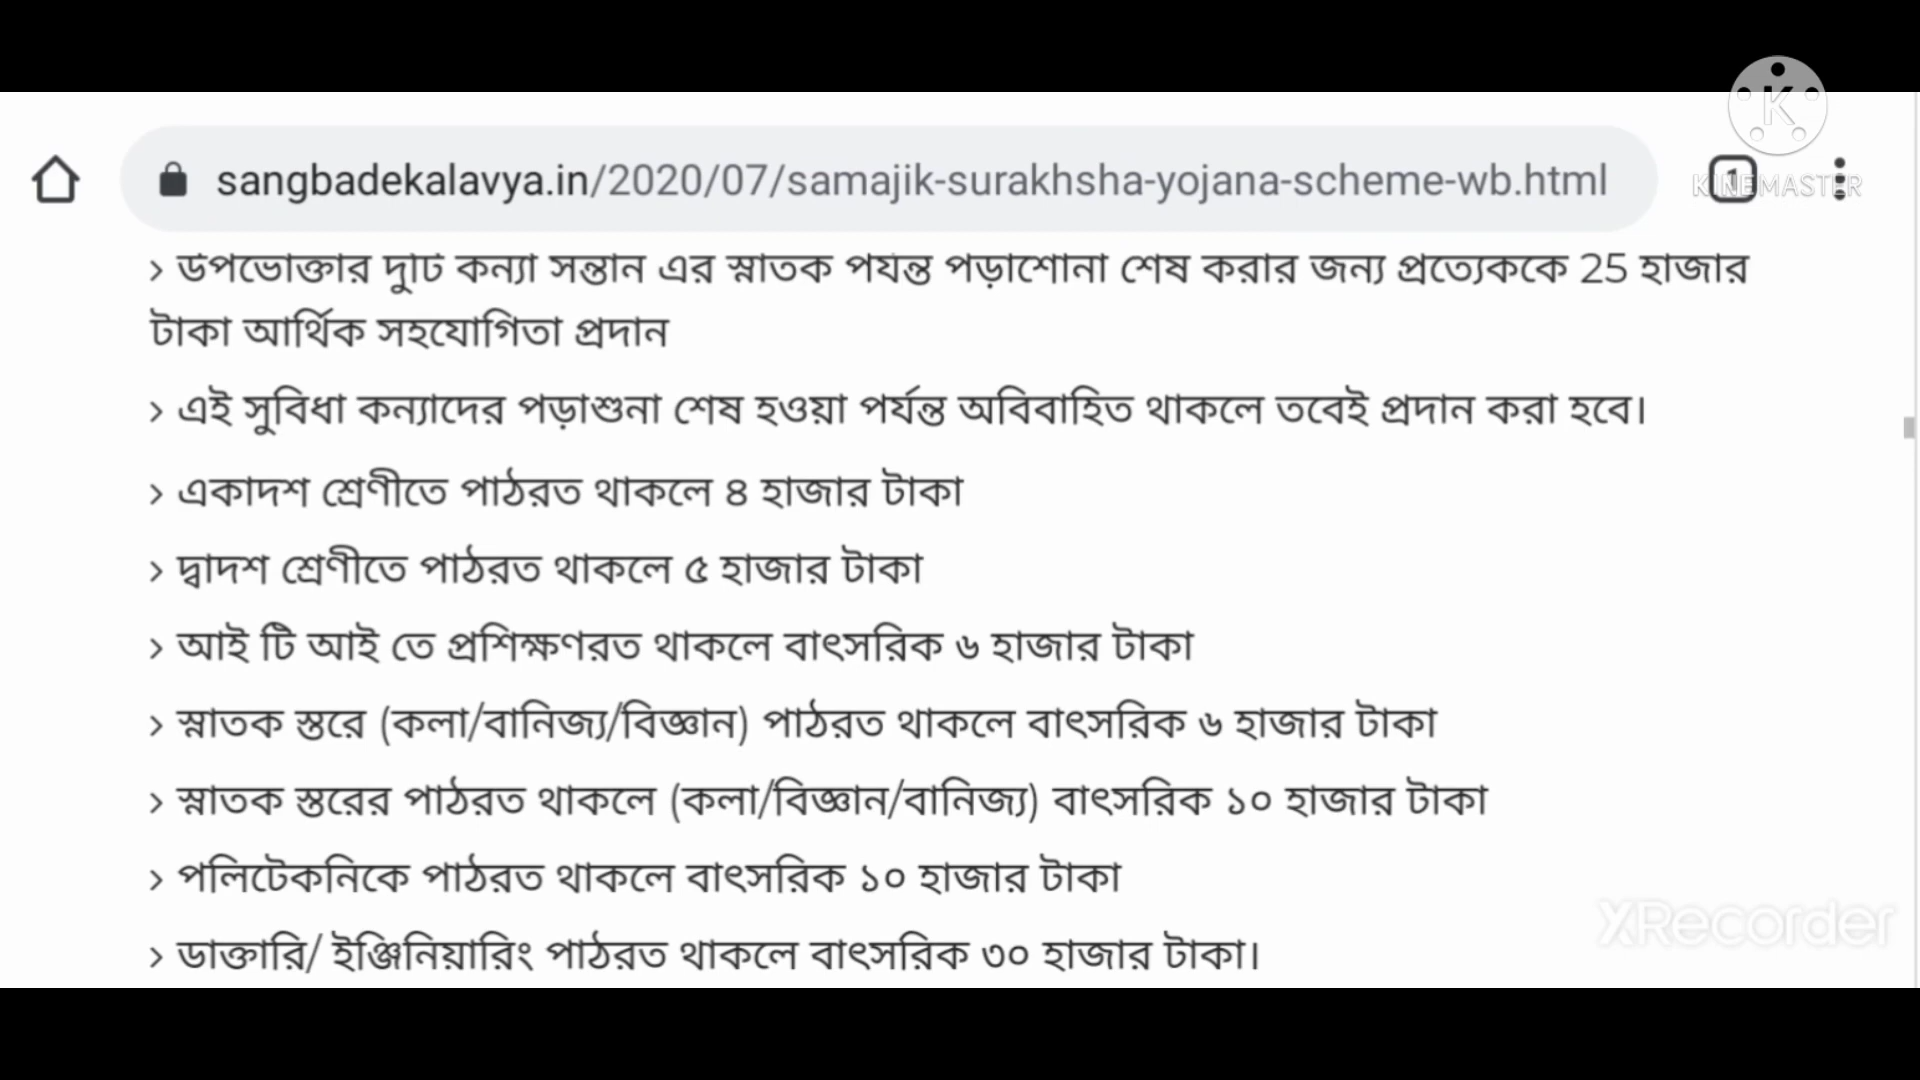 KINEMASTER
sangbadekalavya.in/2020/07/samajik-surakhsha-yojana-scheme-wb.html
1
› উপভোক্তার দুটি কন্যা সন্তান এর স্নাতক পর্যন্ত পড়াশোনা শেষ করার জন্য প্রত্যেককে 25 হাজার
টাকা আর্থিক সহযোগিতা প্রদান
› এই সুবিধা কন্যাদের পড়াশুনা শেষ হওয়া পর্যন্ত অবিবাহিত থাকলে তবেই প্রদান করা হবে।
› একাদশ শ্রেণীতে পাঠরত থাকলে ৪ হাজার টাকা
› দ্বাদশ শ্রেণীতে পাঠরত থাকলে ৫ হাজার টাকা
› আই টি আই তে প্রশিক্ষণরত থাকলে বাৎসরিক ৬ হাজার টাকা
› স্নাতক স্তরে (কলা/বানিজ্য/বিজ্ঞান) পাঠরত থাকলে বাৎসরিক ৬ হাজার টাকা
› স্নাতক স্তরের পাঠরত থাকলে (কলা/বিজ্ঞান/বানিজ্য) বাৎসরিক ১০ হাজার টাকা
› পলিটেকনিকে পাঠরত থাকলে বাৎসরিক ১০ হাজার টাকা
› ডাক্তারি/ ইঞ্জিনিয়ারিং পাঠরত থাকলে বাৎসরিক ৩০ হাজার টাকা।
XRecorder